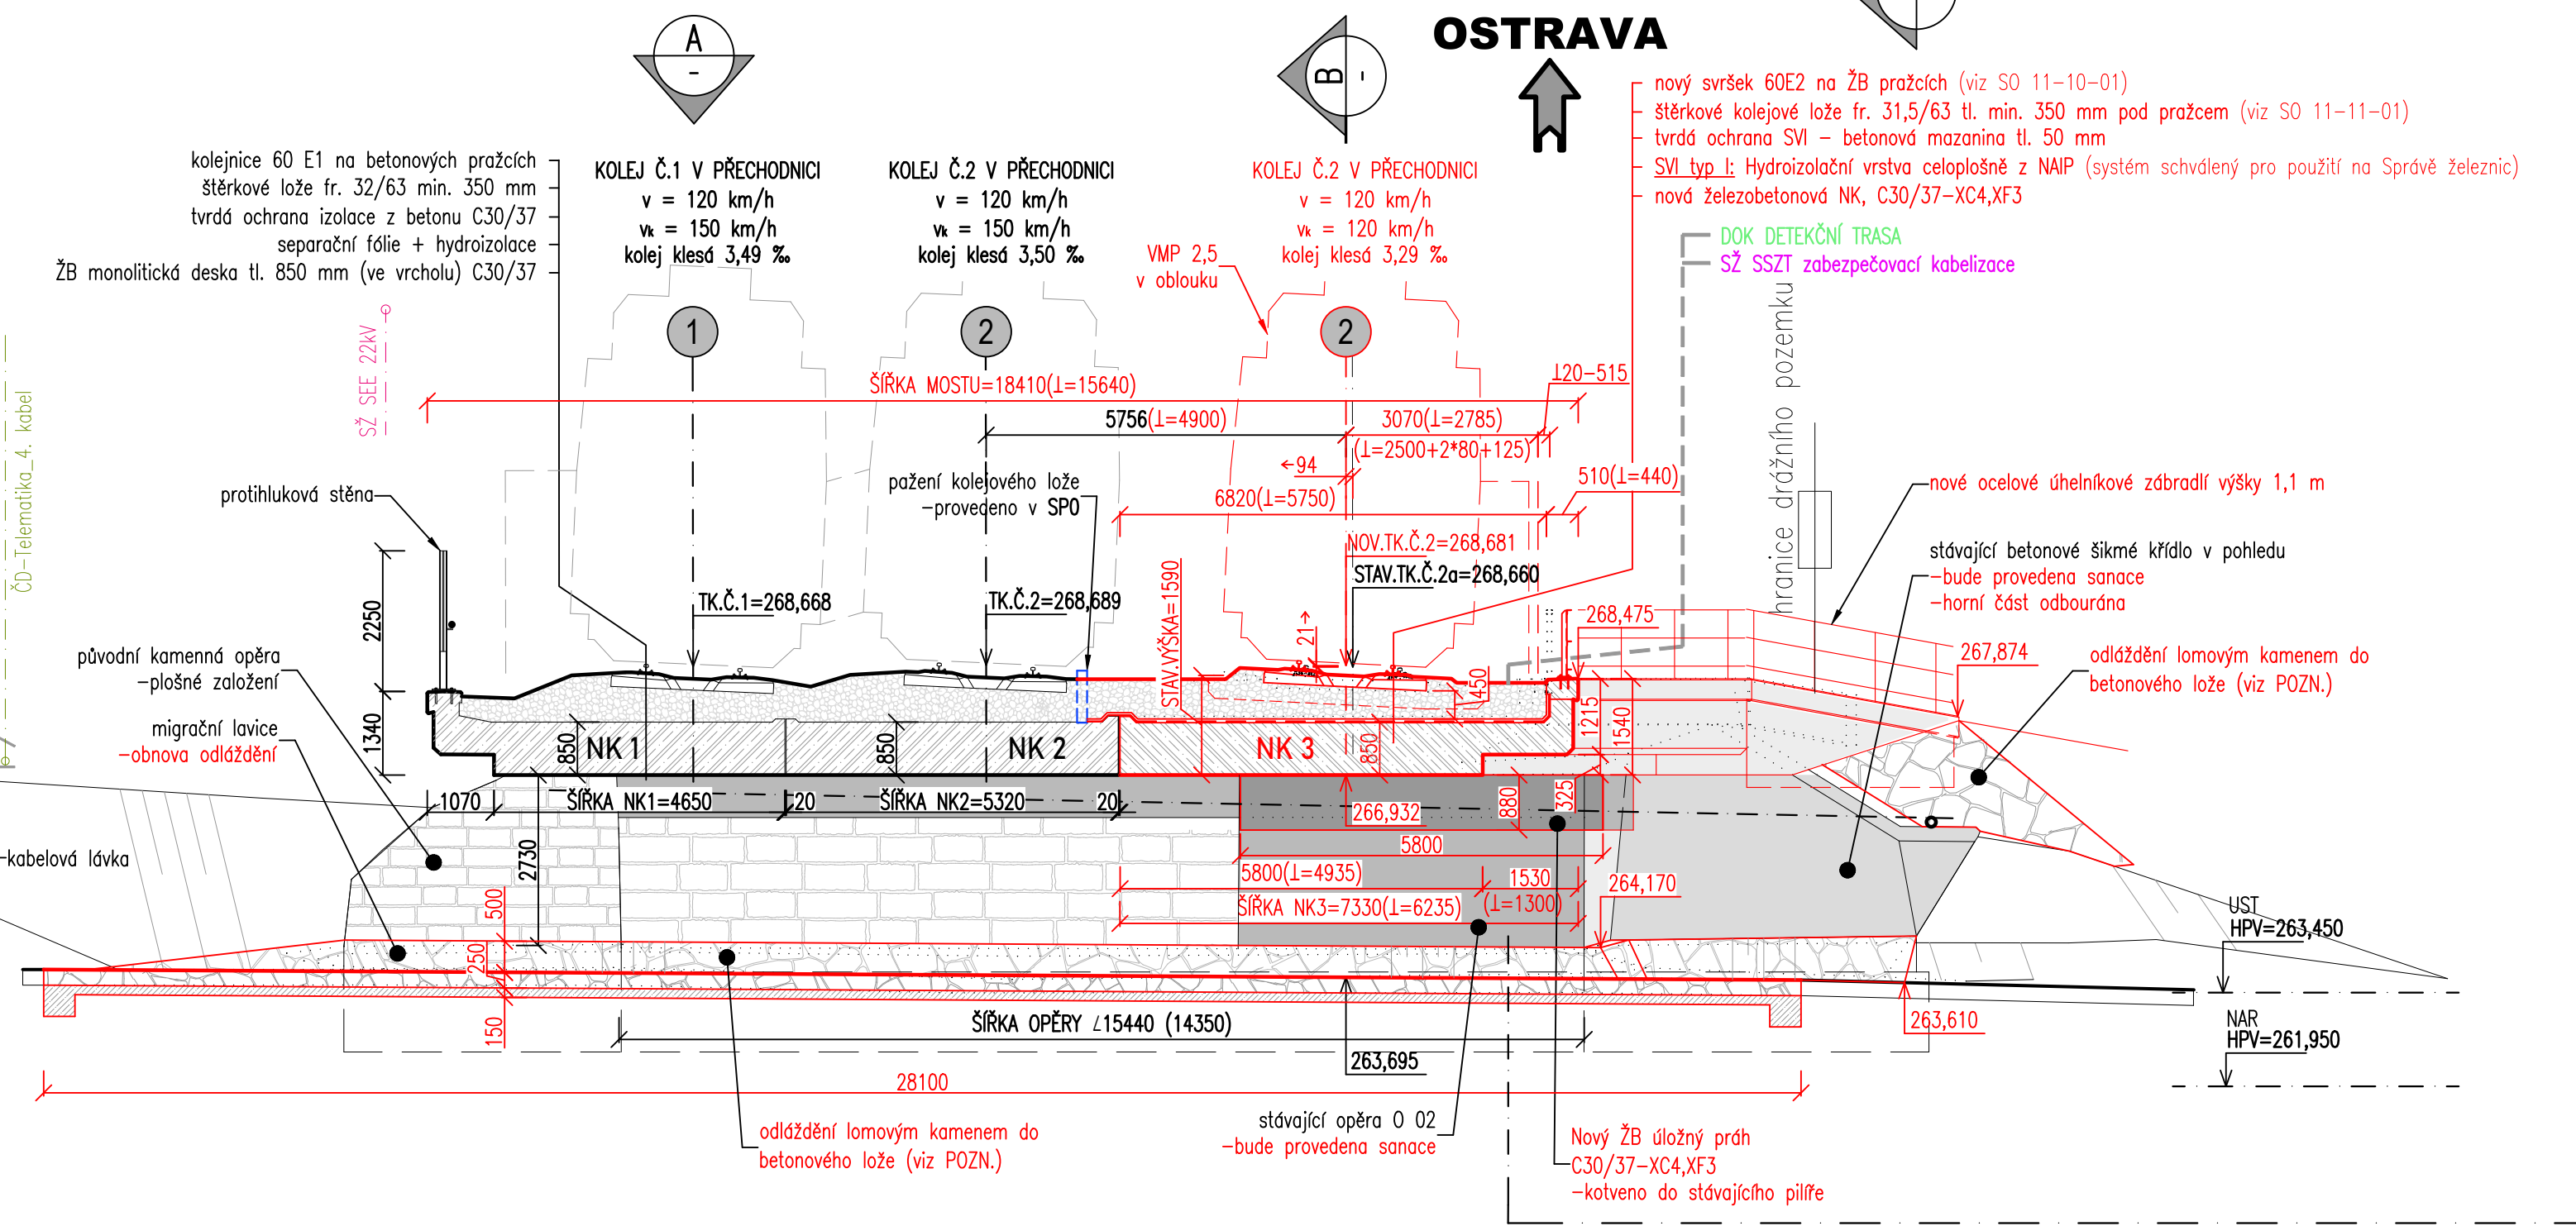 OSTRAVA
A
-
B
-
kolejnice 60 E1 na betonových pražcích
štěrkové lože fr. 32/63 min. 350 mm
tvrdá ochrana izolace z betonu C30/37
separační fólie + hydroizolace
ŽB monolitická deska tl. 850 mm (ve vrcholu) C30/37
KOLEJ Č.1 V PŘECHODNICI
v = 120 km/h
vₖ = 150 km/h
kolej klesá 3,49 ‰
KOLEJ Č.2 V PŘECHODNICI
v = 120 km/h
vₖ = 150 km/h
kolej klesá 3,50 ‰
KOLEJ Č.2 V PŘECHODNICI
v = 120 km/h
vₖ = 120 km/h
kolej klesá 3,29 ‰
nový svršek 60E2 na ŽB pražcích (viz SO 11-10-01)
štěrkové kolejové lože fr. 31,5/63 tl. min. 350 mm pod pražcem (viz SO 11-11-01)
tvrdá ochrana SVI - betonová mazanina tl. 50 mm
SVI typ I: Hydroizolační vrstva celoplošně z NAIP (systém schválený pro použití na Správě železnic)
nová železobetonová NK, C30/37-XC4,XF3
DOK DETEKČNÍ TRASA
SŽ SSZT zabezpečovací kabelizace
VMP 2,5
v oblouku
1
2
2
SŽ SEE 22kV
ČD-Telematika_4. kabel
hranice drážního pozemku
ŠÍŘKA MOSTU=18410(⊥=15640)
⊥20-515
5756(⊥=4900)
3070(⊥=2785)
(⊥=2500+2*80+125)
←94
6820(⊥=5750)
510(⊥=440)
pažení kolejového lože
-provedeno v SP0
protihluková stěna
nové ocelové úhelníkové zábradlí výšky 1,1 m
NOV.TK.Č.2=268,681
STAV.TK.Č.2a=268,660
TK.Č.1=268,668
TK.Č.2=268,689
STAV.VÝŠKA=1590
21→
268,475
267,874
stávající betonové šikmé křídlo v pohledu
-bude provedena sanace
-horní část odbourána
odláždění lomovým kamenem do
betonového lože (viz POZN.)
2250
1340
původní kamenná opěra
-plošné založení
migrační lavice
-obnova odláždění
450
1215
1540
850
NK 1
850
NK 2
NK 3
850
1070
ŠÍŘKA NK1=4650
20
ŠÍŘKA NK2=5320
20
266,932
880
325
5800
2730
5800(⊥=4935)
1530
264,170
ŠÍŘKA NK3=7330(⊥=6235)
(⊥=1300)
-kabelová lávka
500
250
150
UST
HPV=263,450
NAR
HPV=261,950
263,610
ŠÍŘKA OPĚRY ∠15440 (14350)
263,695
28100
odláždění lomovým kamenem do
betonového lože (viz POZN.)
stávající opěra O 02
-bude provedena sanace
Nový ŽB úložný práh
C30/37-XC4,XF3
-kotveno do stávajícího pilíře